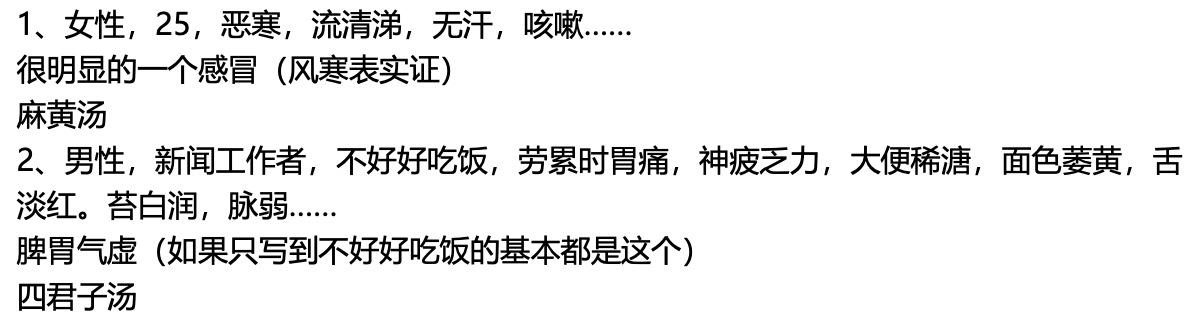 1、女性，25，恶寒，流清涕，无汗，咳嗽……
很明显的一个感冒（风寒表实证）
麻黄汤
2、男性，新闻工作者，不好好吃饭，劳累时胃痛，神疲乏力，大便稀溏，面色萎黄，舌
淡红。苔白润，脉弱……
脾胃气虚（如果只写到不好好吃饭的基本都是这个）
四君子汤